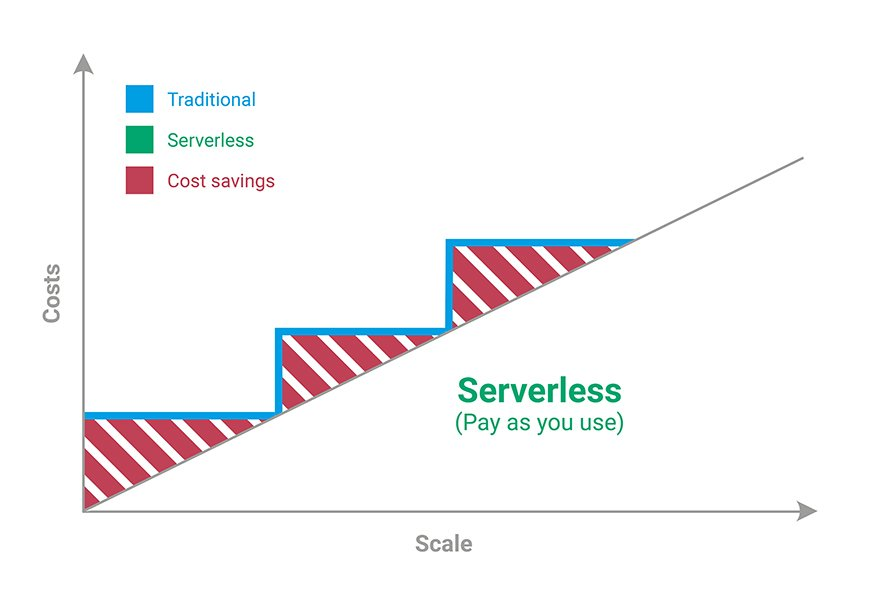 Traditional
Serverless
Cost savings
Costs
Serverless
(Pay as you use)
Scale